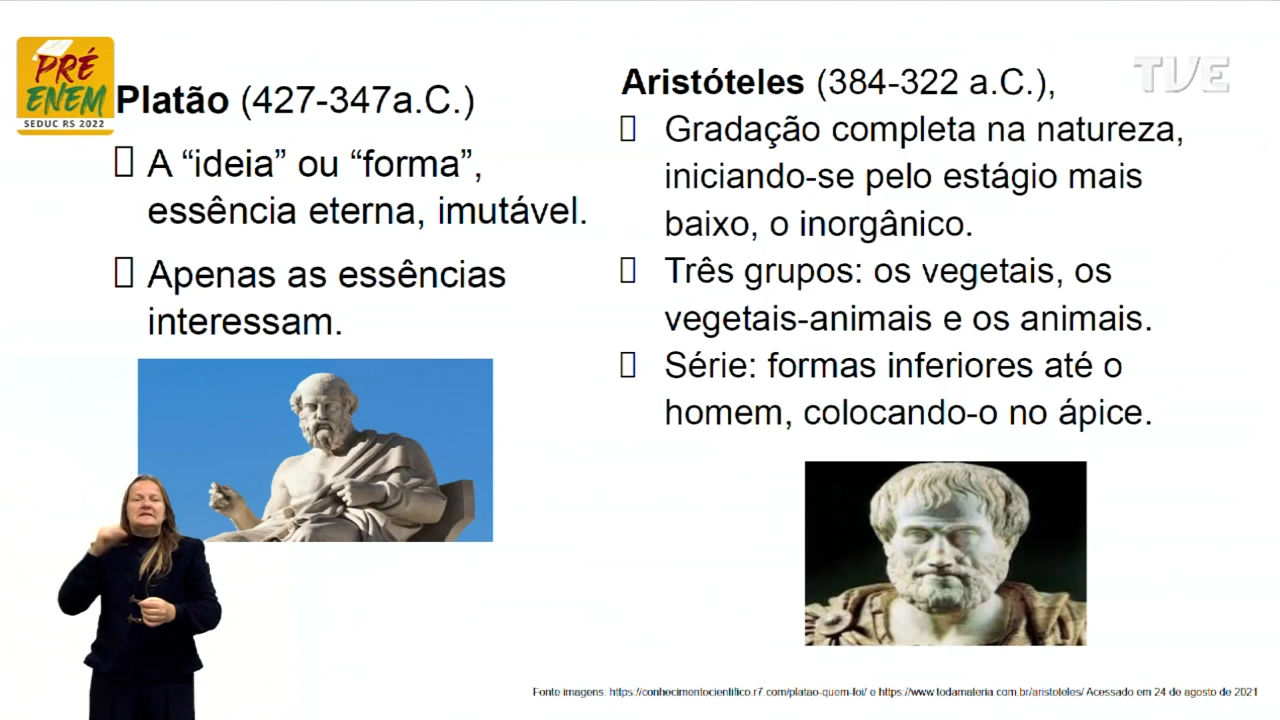 PRÉ
ENEM
SEDUC RS 2022
TVE
Platão (427-347a.C.)
A “ideia” ou “forma”,
essência eterna, imutável.
Apenas as essências
interessam.
Aristóteles (384-322 a.C.),
Gradação completa na natureza,
iniciando-se pelo estágio mais
baixo, o inorgânico.
Três grupos: os vegetais, os
vegetais-animais e os animais.
Série: formas inferiores até o
homem, colocando-o no ápice.
Fonte imagens: https://conhecimentocientifico.r7.com/platao-quem-foi/ e https://www.todamateria.com.br/aristoteles/ Acessado em 24 de agosto de 2021